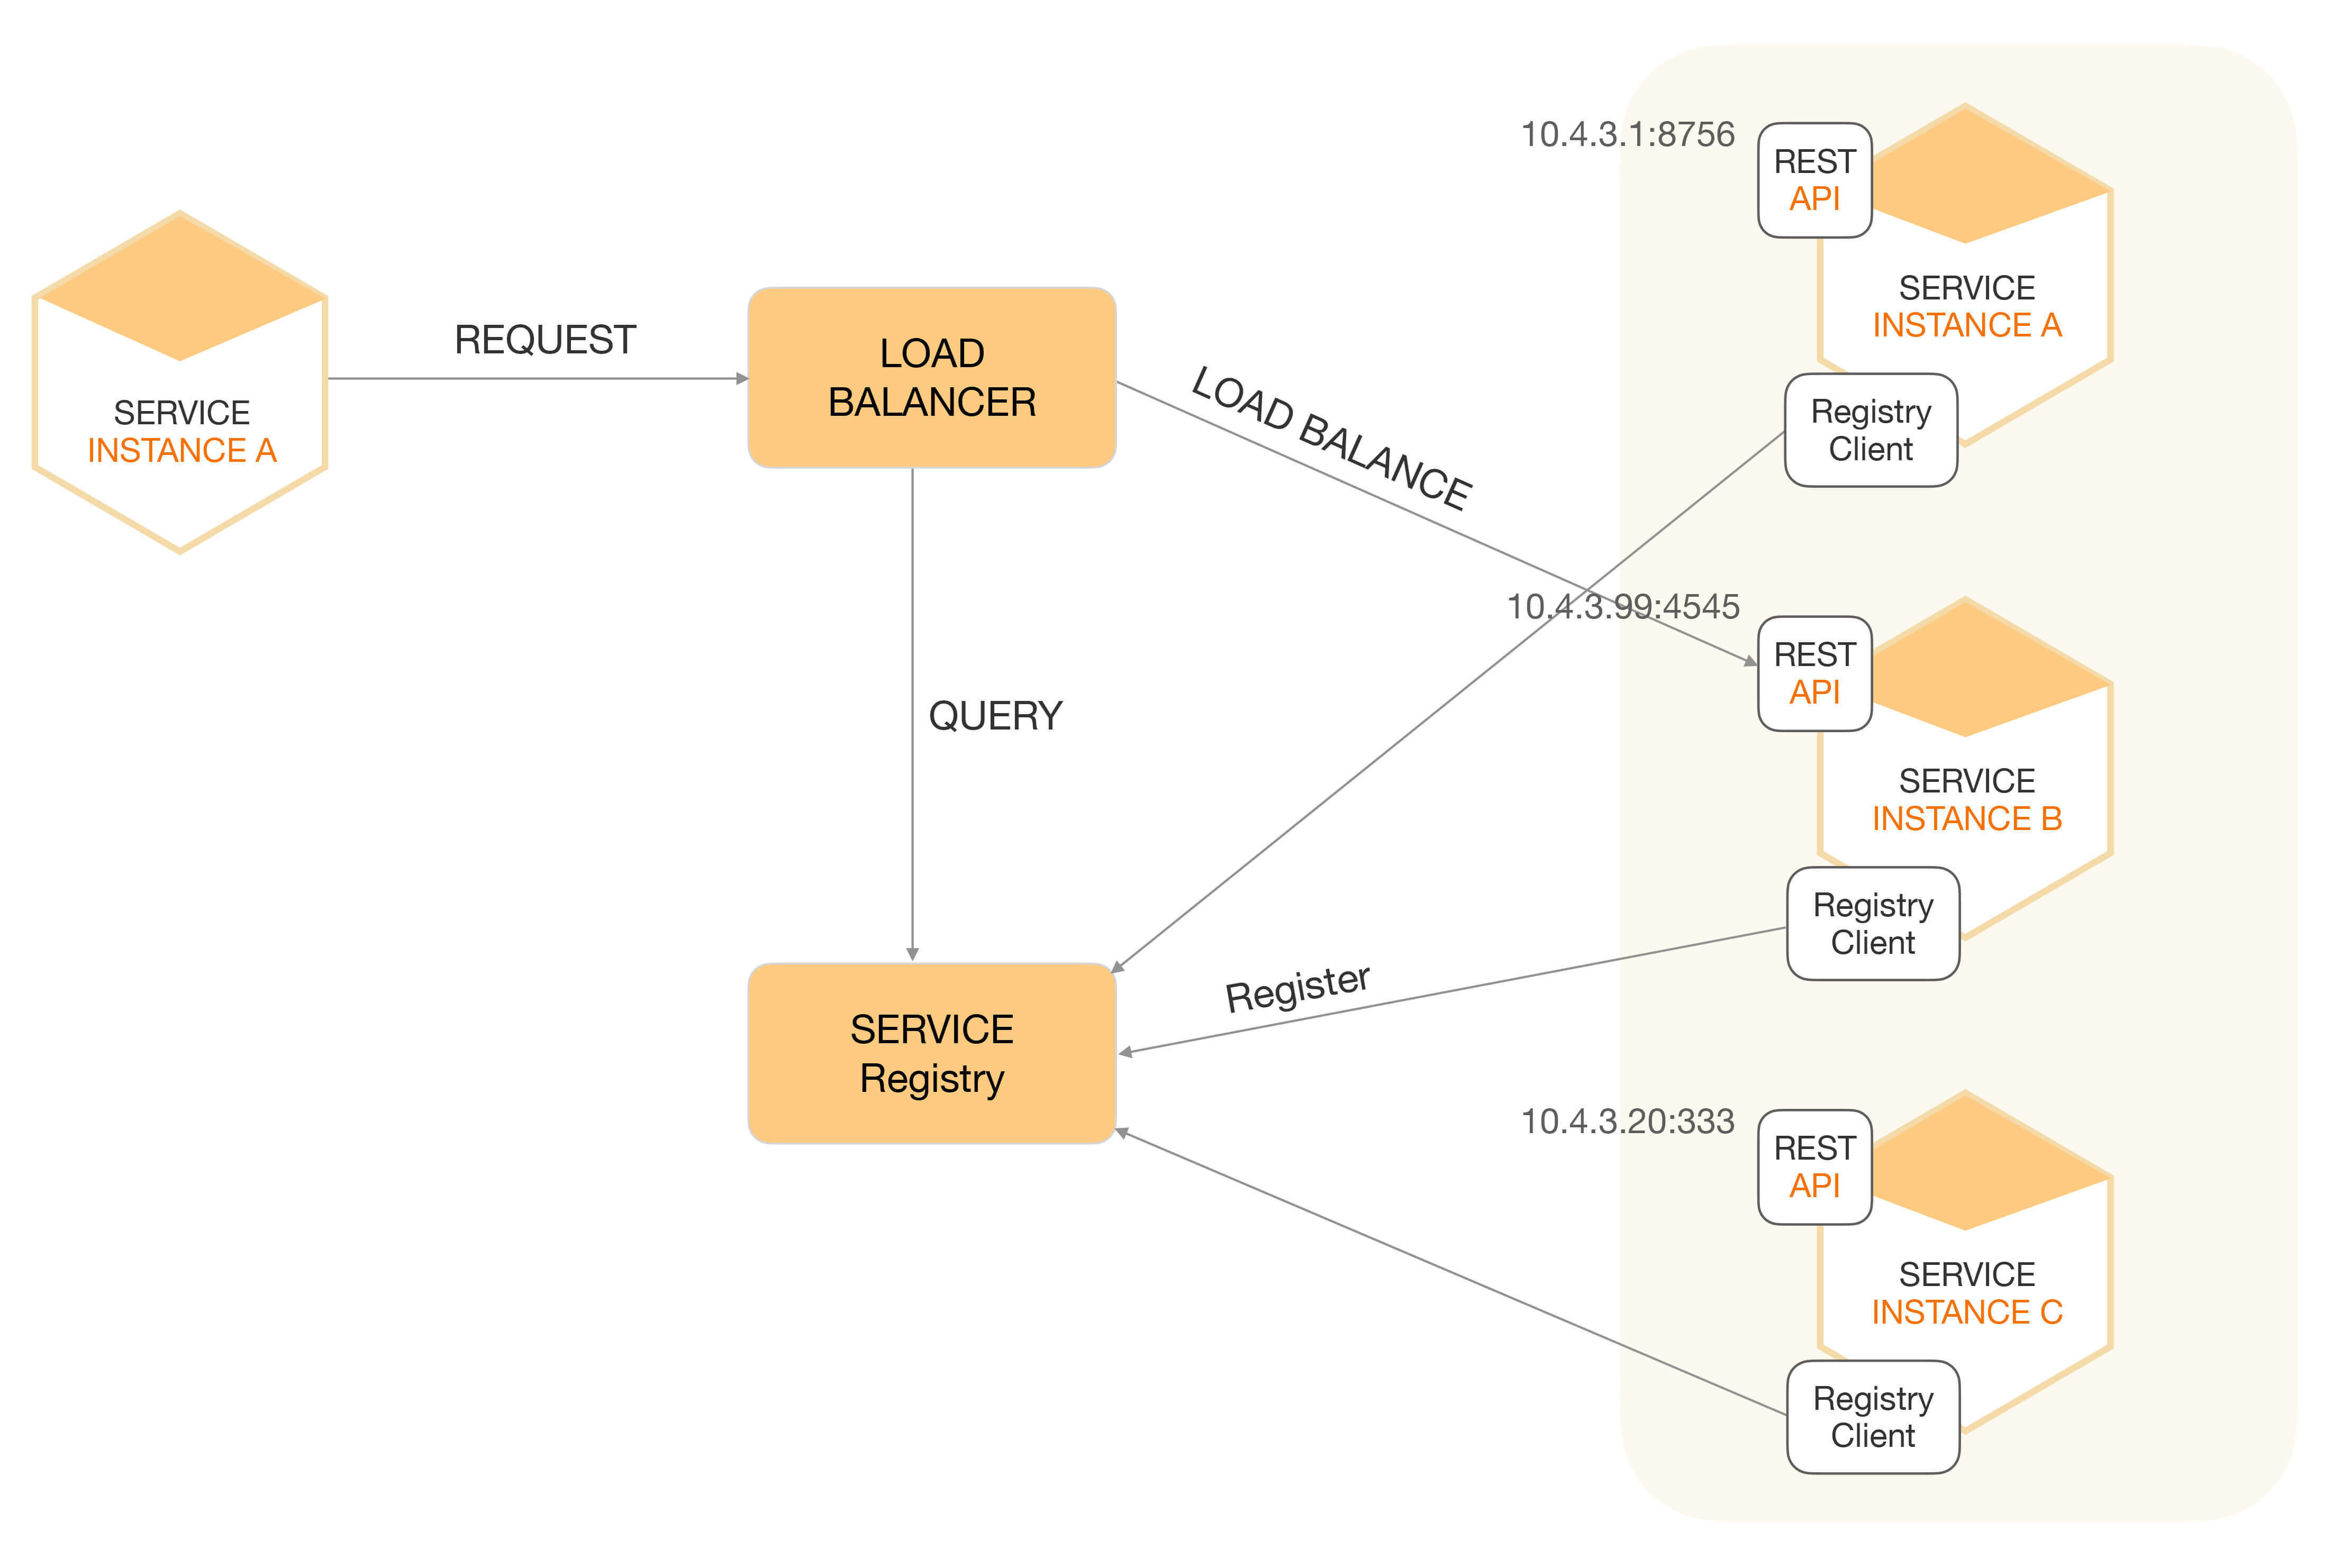 SERVICE
INSTANCE A
REQUEST
LOAD
BALANCER
LOAD BALANCE
QUERY
SERVICE
Registry
Register
10.4.3.1:8756
REST
API
SERVICE
INSTANCE A
Registry
Client
10.4.3.99:4545
REST
API
SERVICE
INSTANCE B
Registry
Client
10.4.3.20:333
REST
API
SERVICE
INSTANCE C
Registry
Client